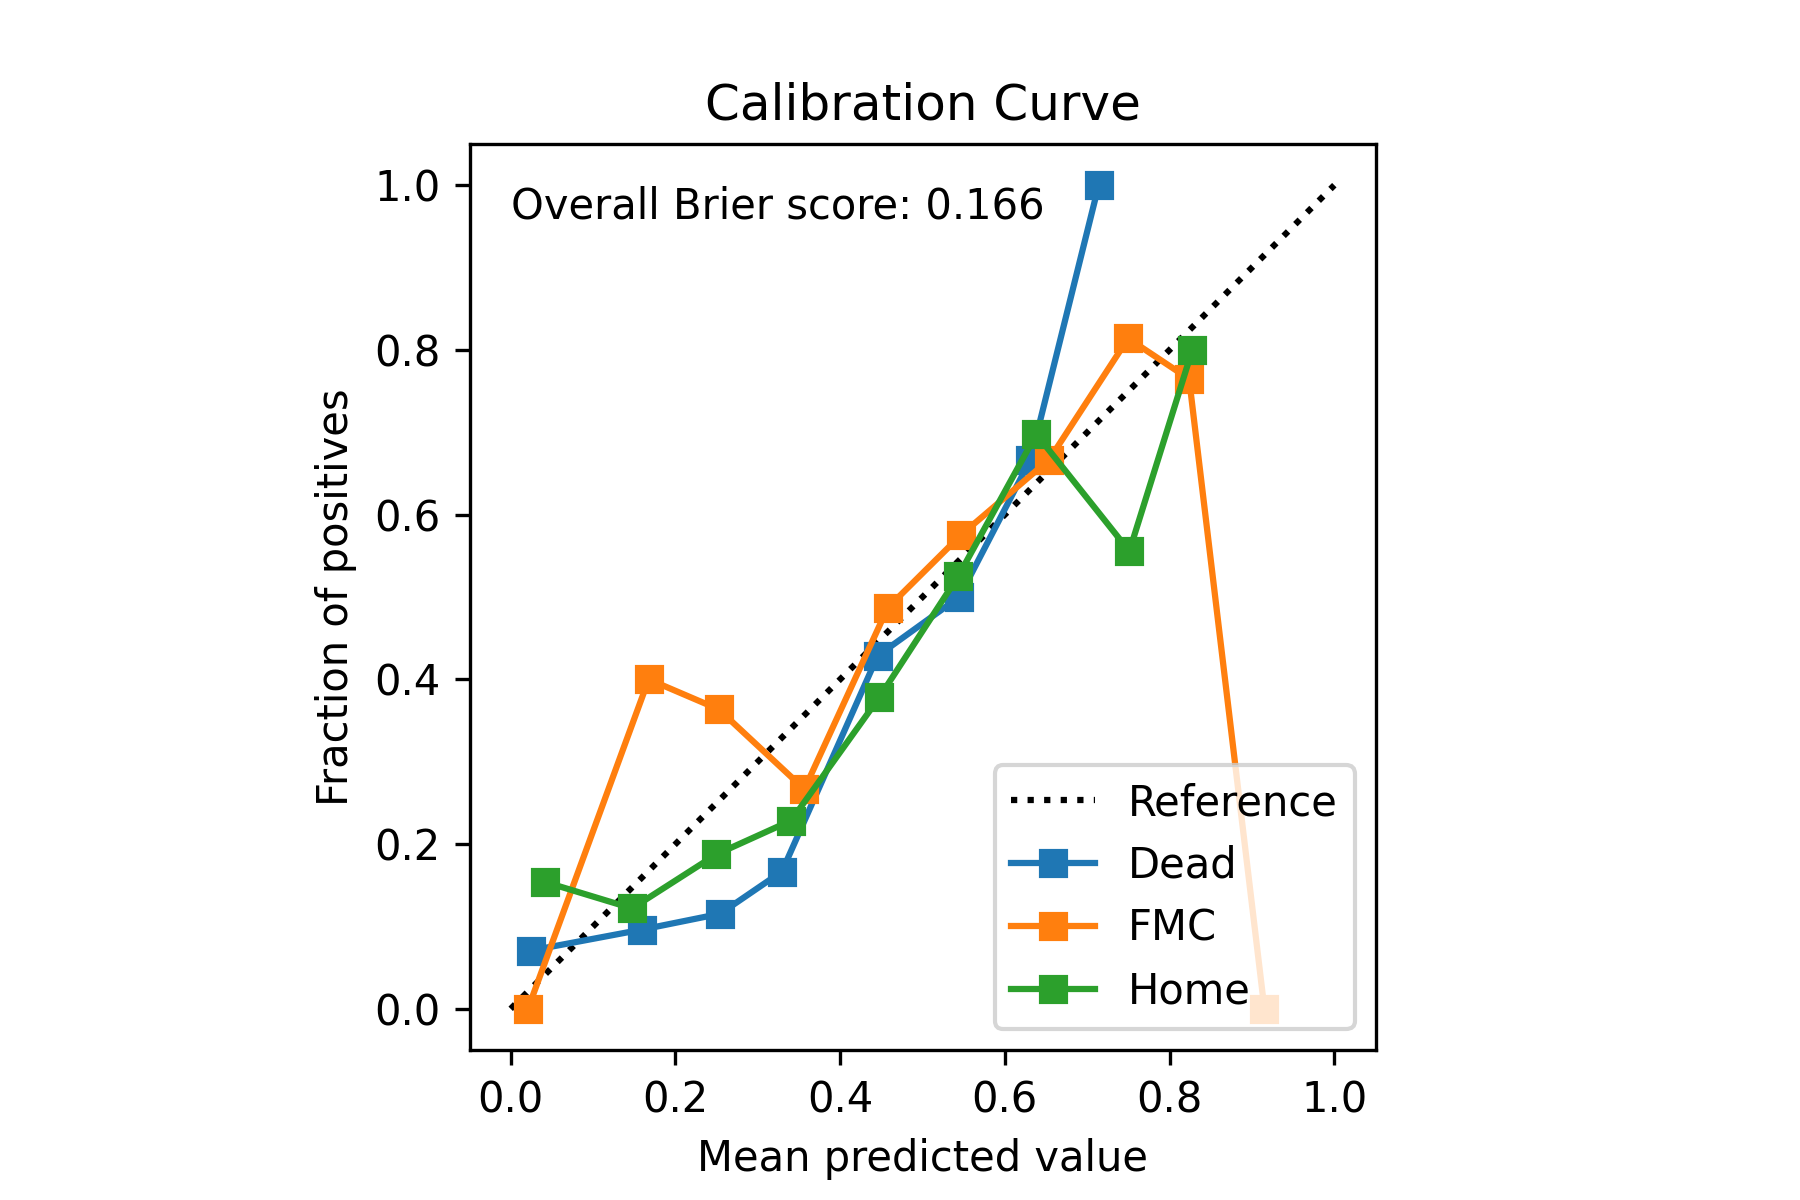 Calibration Curve
Overall Brier score: 0.166
Fraction of positives
1.0
0.8
0.6
0.4
0.2
0.0
Reference
Dead
FMC
Home
0.0 0.2 0.4 0.6 0.8 1.0
Mean predicted value